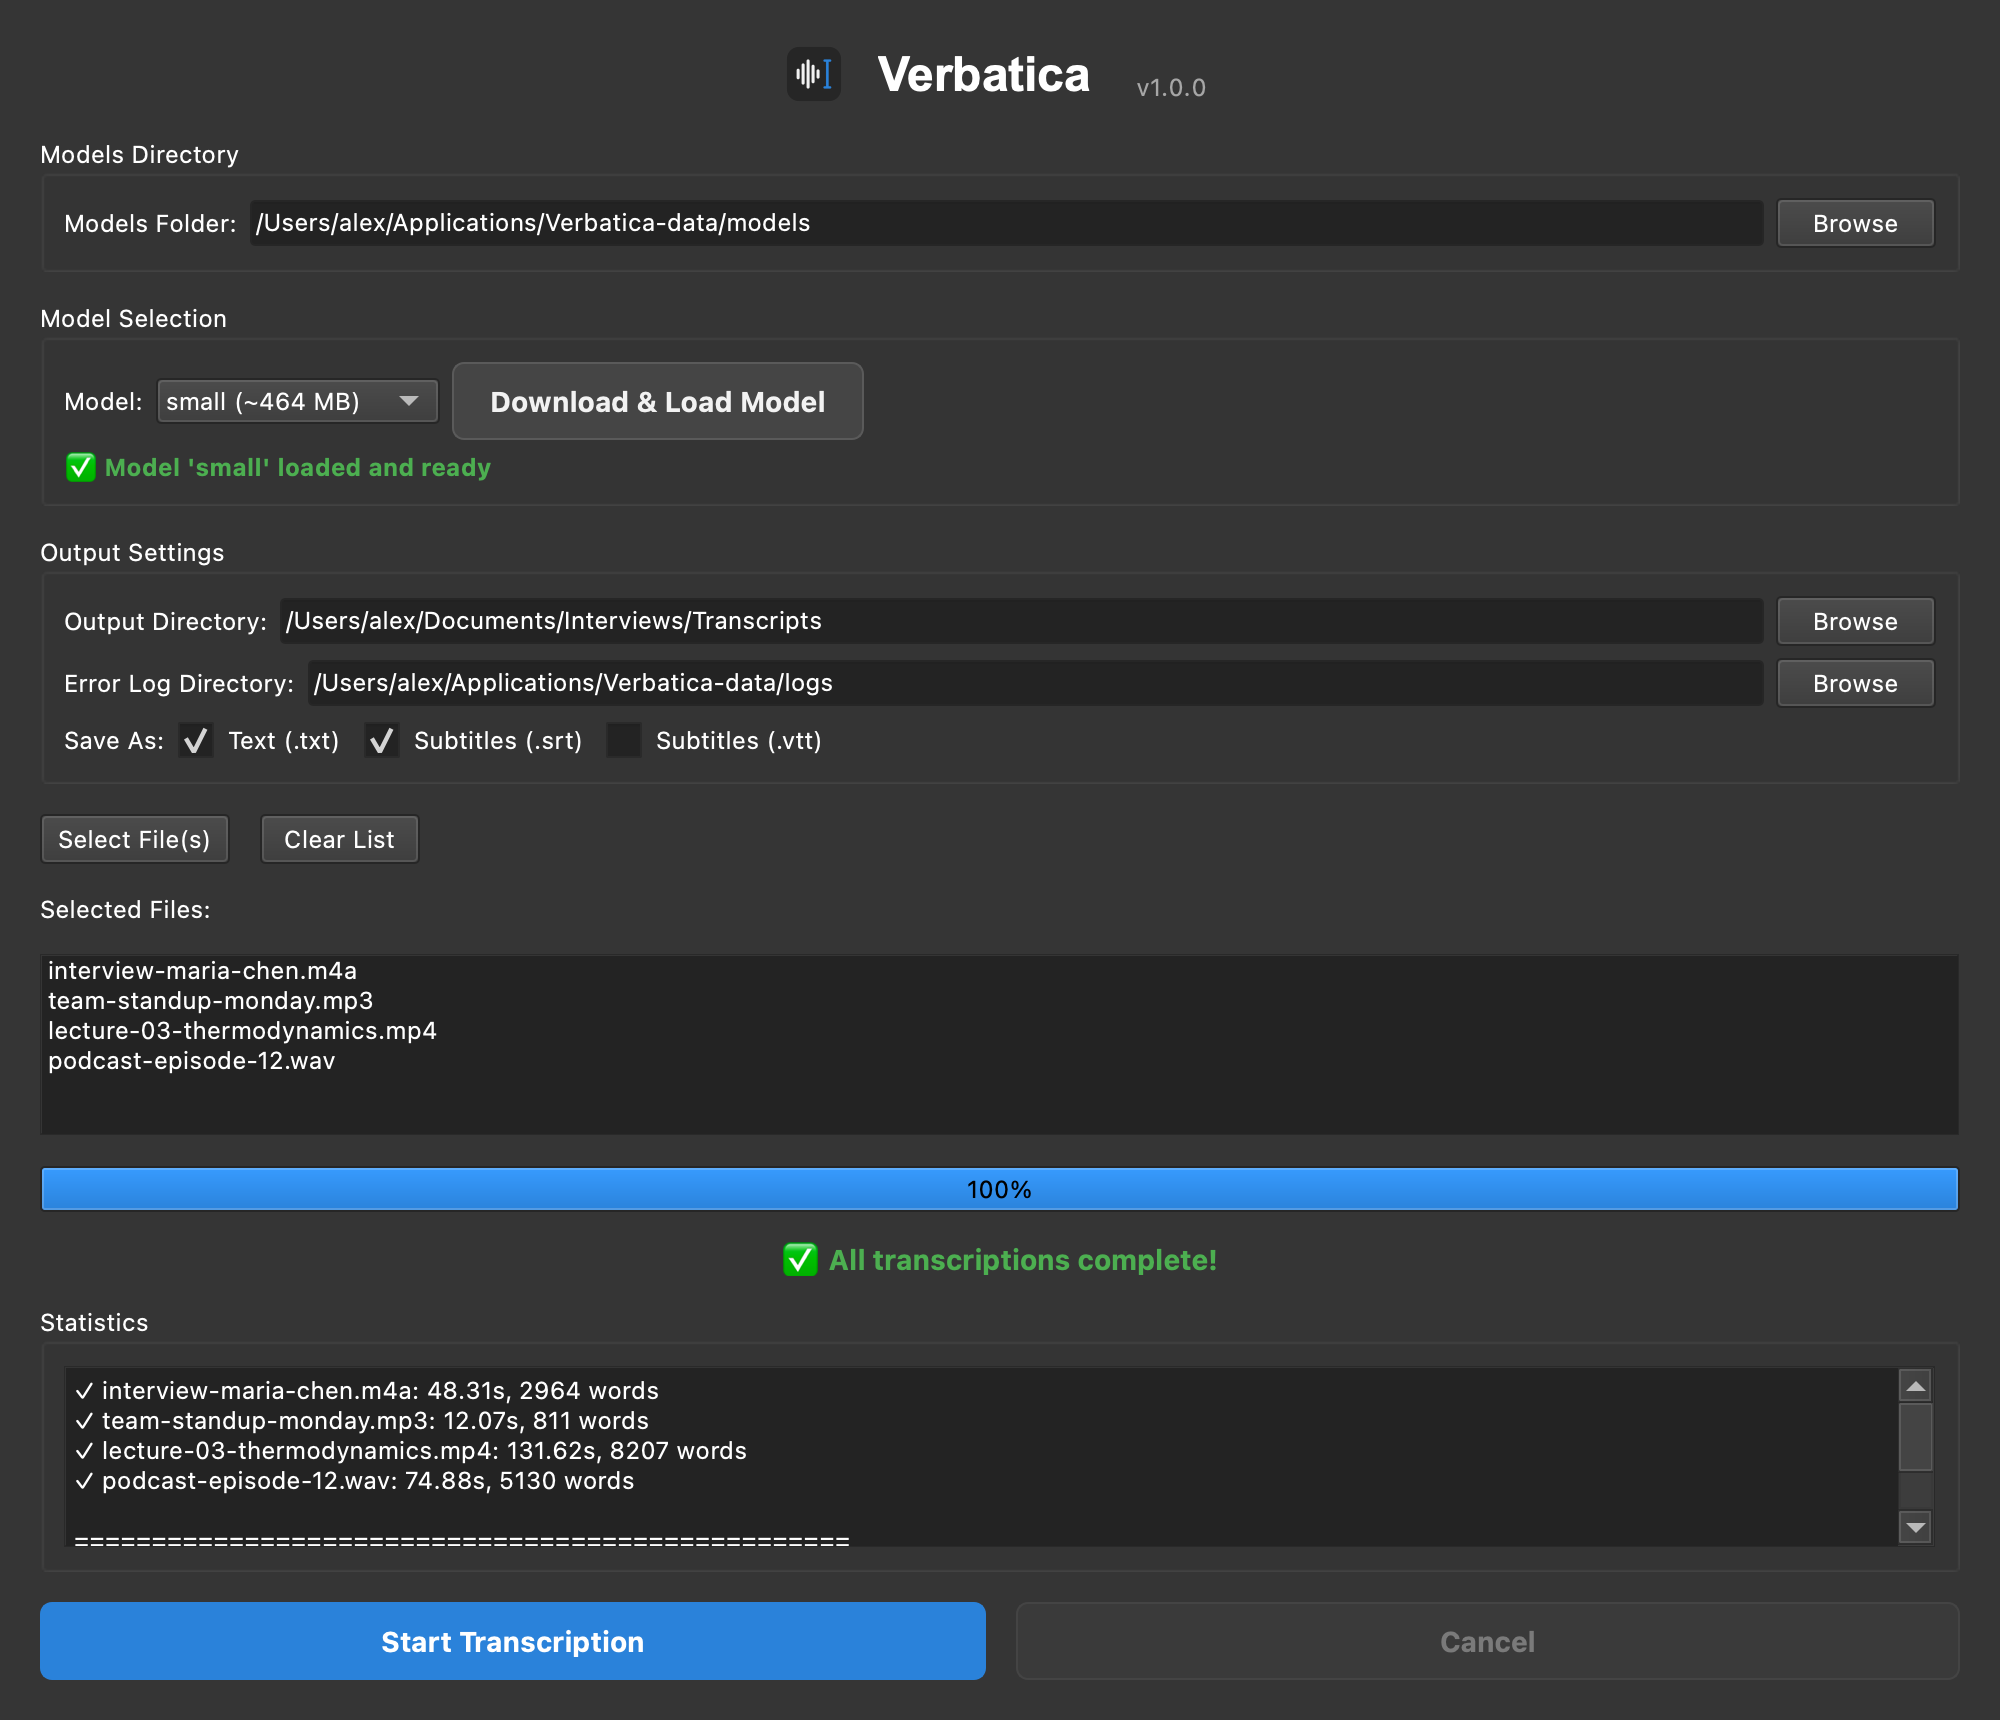 Verbatica v1.0.0
Models Directory
Models Folder: /Users/alex/Applications/Verbatica-data/models Browse
Model Selection
Model: small (~464 MB) Download & Load Model
✅ Model 'small' loaded and ready
Output Settings
Output Directory: /Users/alex/Documents/Interviews/Transcripts Browse
Error Log Directory: /Users/alex/Applications/Verbatica-data/logs Browse
Save As: Text (.txt) Subtitles (.srt) Subtitles (.vtt)
Select File(s) Clear List
Selected Files:
interview-maria-chen.m4a
team-standup-monday.mp3
lecture-03-thermodynamics.mp4
podcast-episode-12.wav
100%
✅ All transcriptions complete!
Statistics
✓ interview-maria-chen.m4a: 48.31s, 2964 words
✓ team-standup-monday.mp3: 12.07s, 811 words
✓ lecture-03-thermodynamics.mp4: 131.62s, 8207 words
✓ podcast-episode-12.wav: 74.88s, 5130 words
==================================================
Start Transcription Cancel